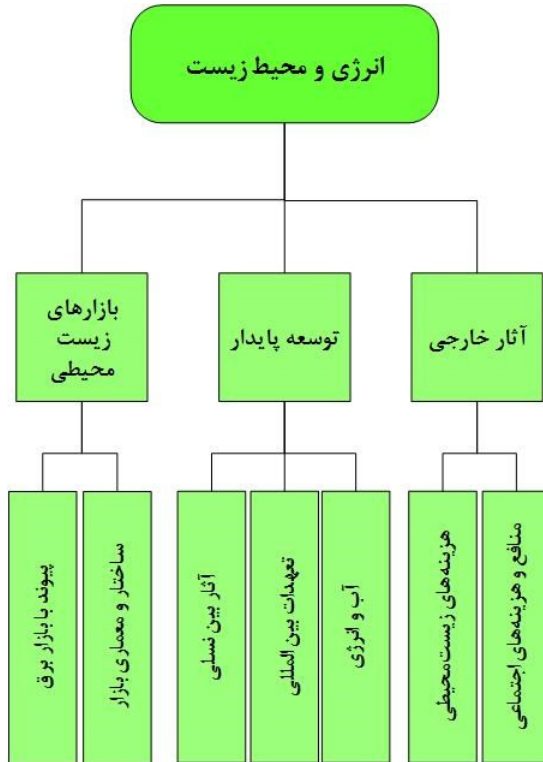 انرژی و محیط زیست
آثار خارجی
توسعه پایدار
بازارهای
زیست
محیطی
منافع و هزینه‌های اجتماعی
هزینه‌های زیست محیطی
آب و انرژی
تعهدات بین المللی
آثار بین نسلی
ساختار و معماری بازار
پیوند با بازار برق